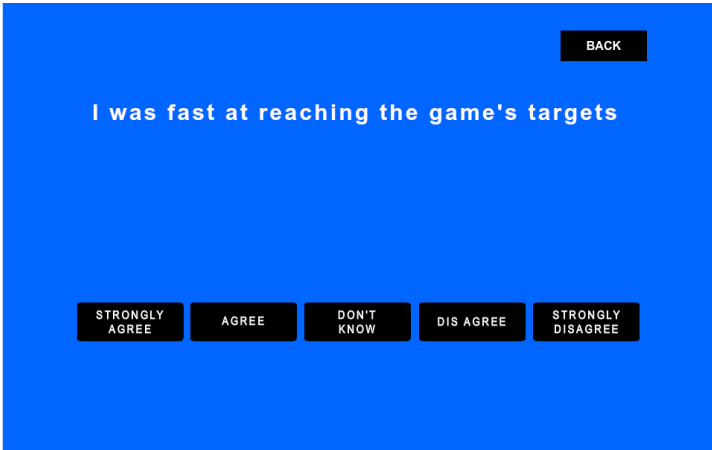 BACK
I was fast at reaching the game's targets
STRONGLY
AGREE
AGREE
DON'T
KNOW
DIS AGREE
STRONGLY
DISAGREE